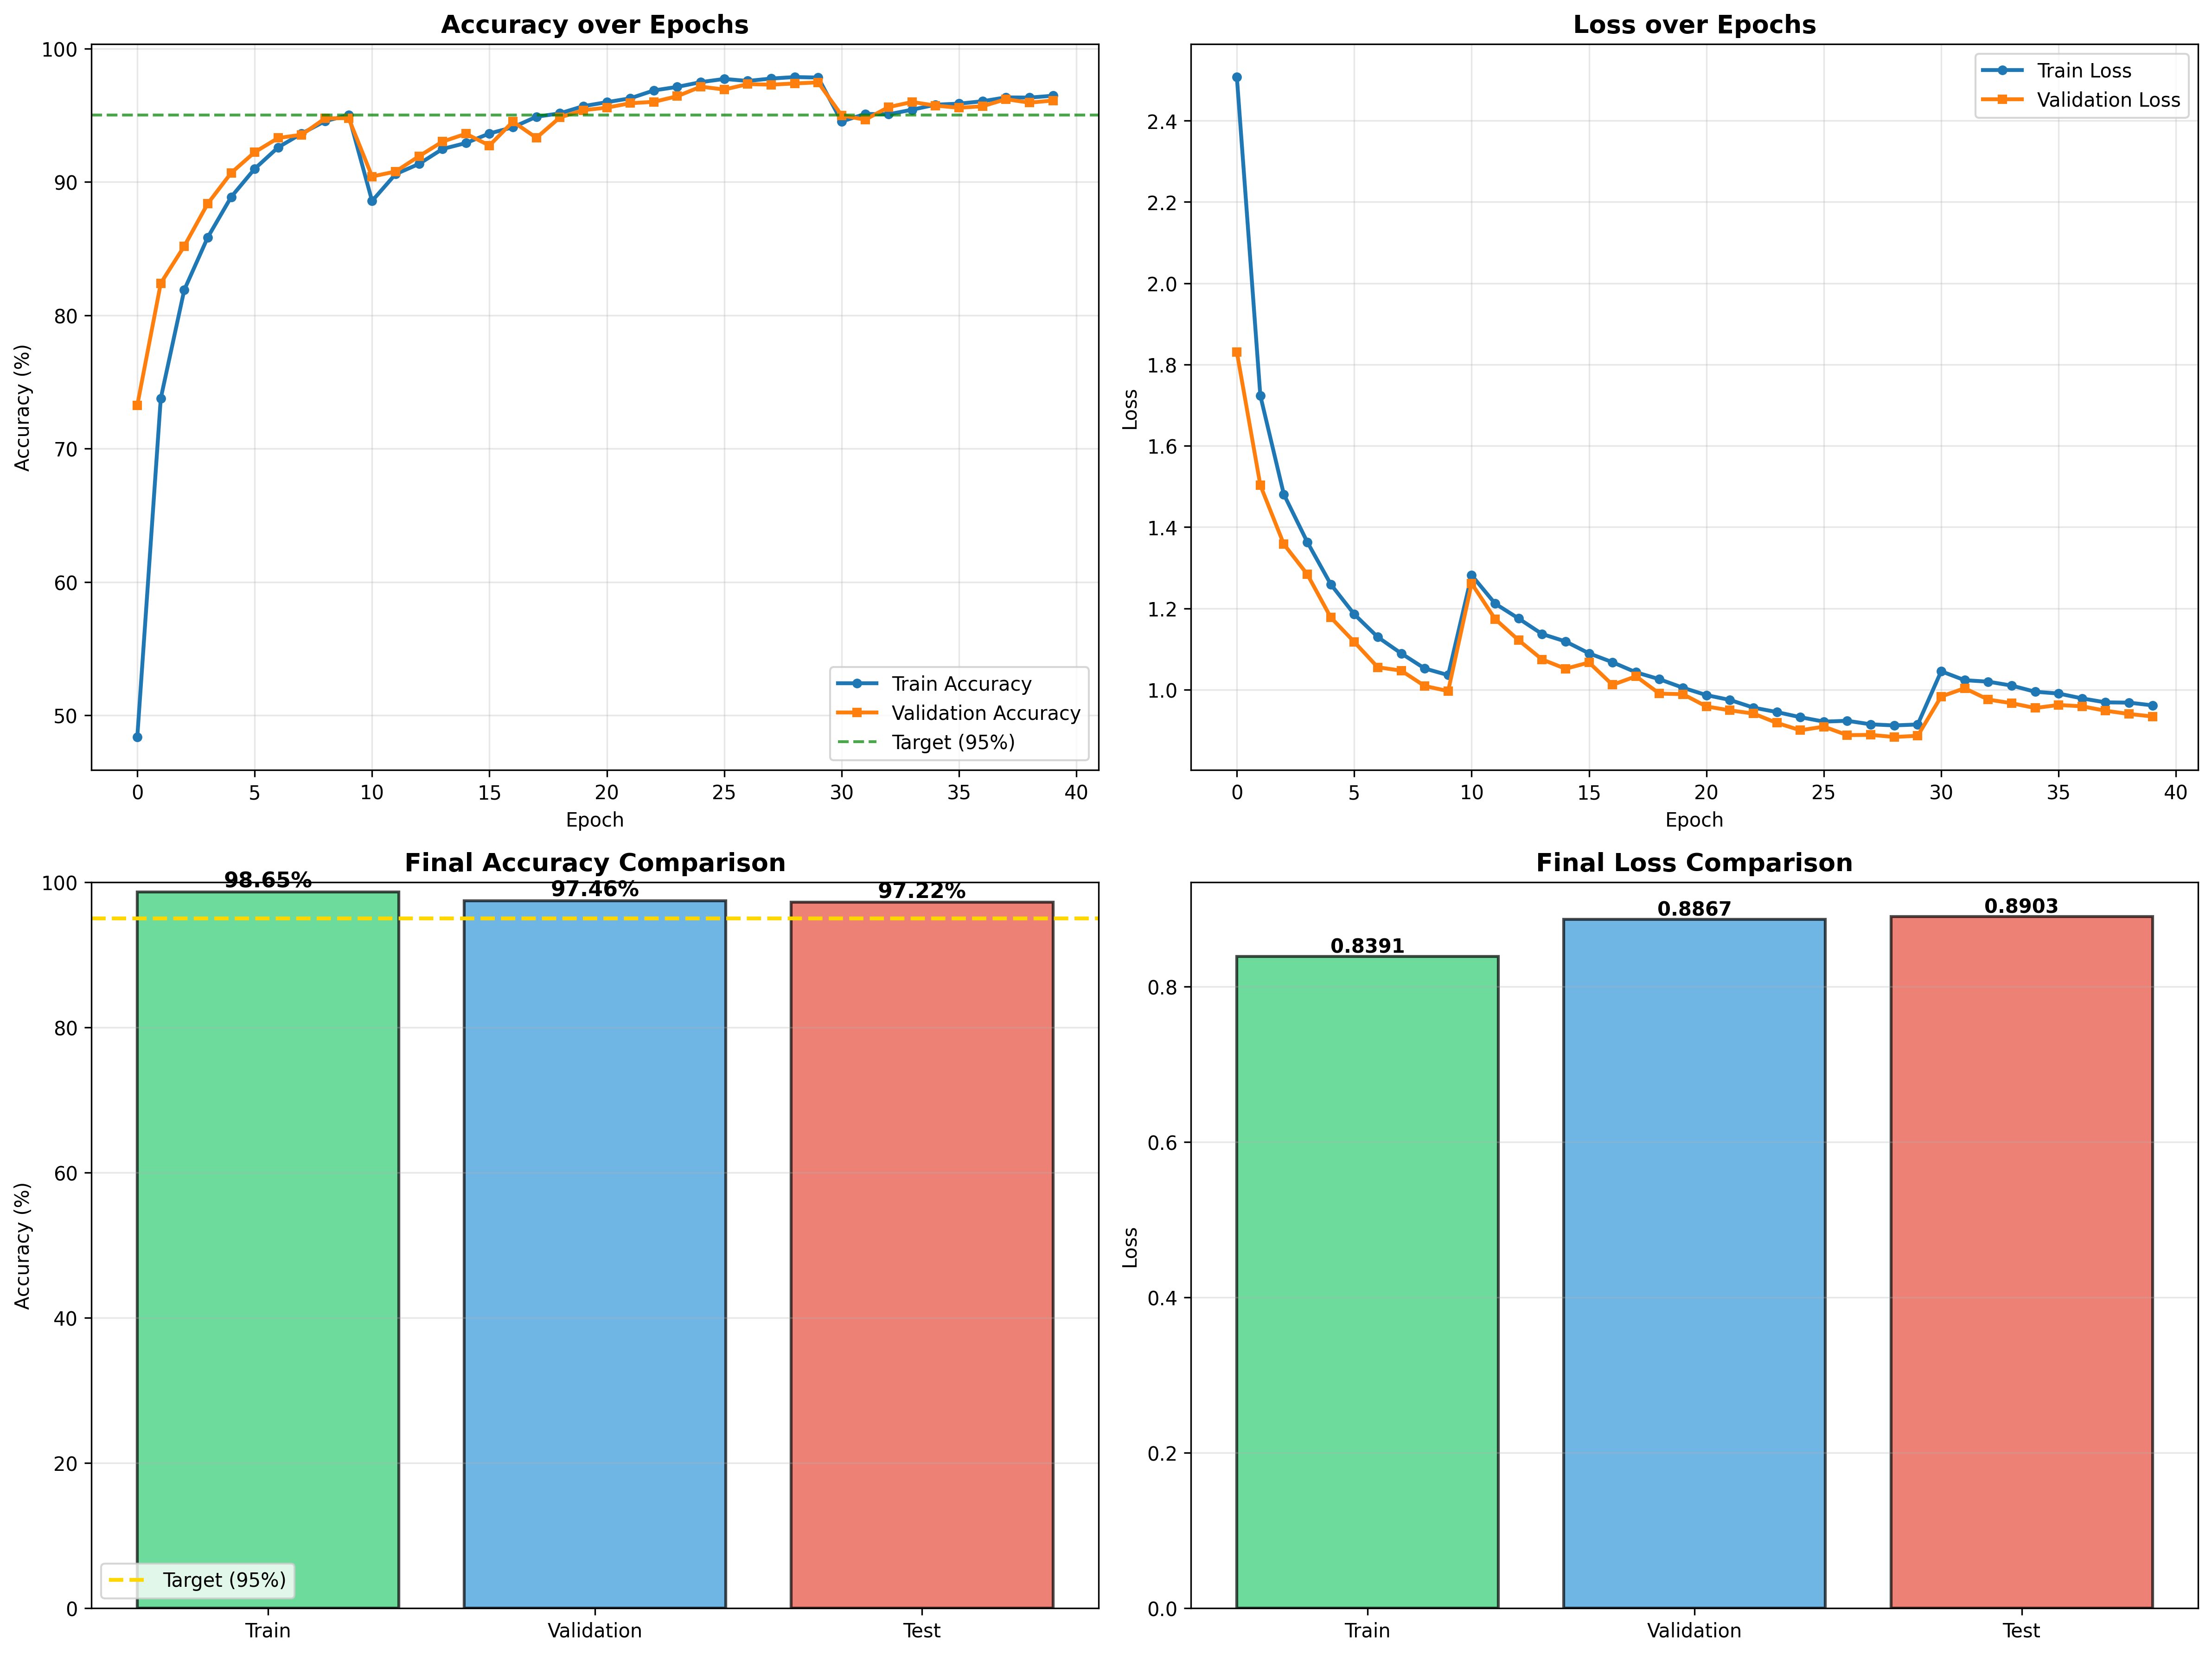 Accuracy over Epochs
100
90
80
70
60
50
Accuracy (%)
0 5 10 15 20 25 30 35 40
Epoch
Train Accuracy
Validation Accuracy
Target (95%)
Loss over Epochs
2.4
2.2
2.0
1.8
1.6
1.4
1.2
1.0
Loss
0 5 10 15 20 25 30 35 40
Epoch
Train Loss
Validation Loss
Final Accuracy Comparison
100
80
60
40
20
0
Accuracy (%)
98.65% 97.46% 97.22%
Target (95%)
Train Validation Test
Final Loss Comparison
0.8
0.6
0.4
0.2
0.0
Loss
0.8391 0.8867 0.8903
Train Validation Test